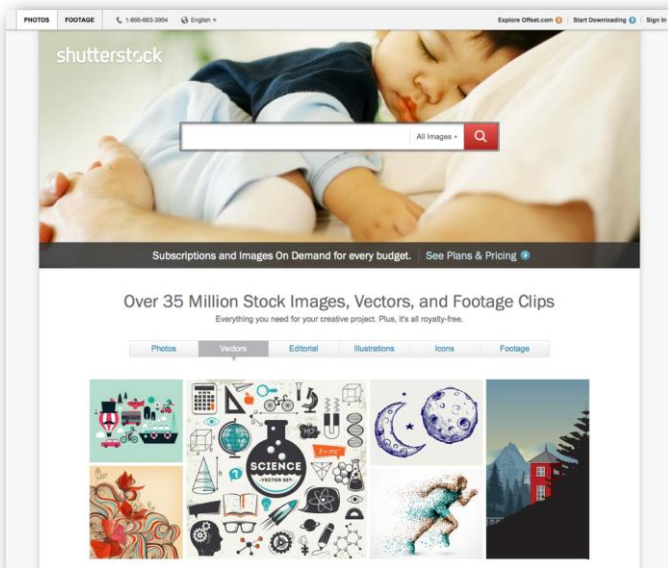 PHOTOS FOOTAGE 1-866-663-3954 English Explore Offset.com Start Downloading Sign In
shutterstock
All Images
Subscriptions and Images On Demand for every budget. See Plans & Pricing
Over 35 Million Stock Images, Vectors, and Footage Clips
Everything you need for your creative project. Plus, it's all royalty-free.
Photos Vectors Editorial Illustrations Icons Footage
SCIENCE
-VECTOR SET-